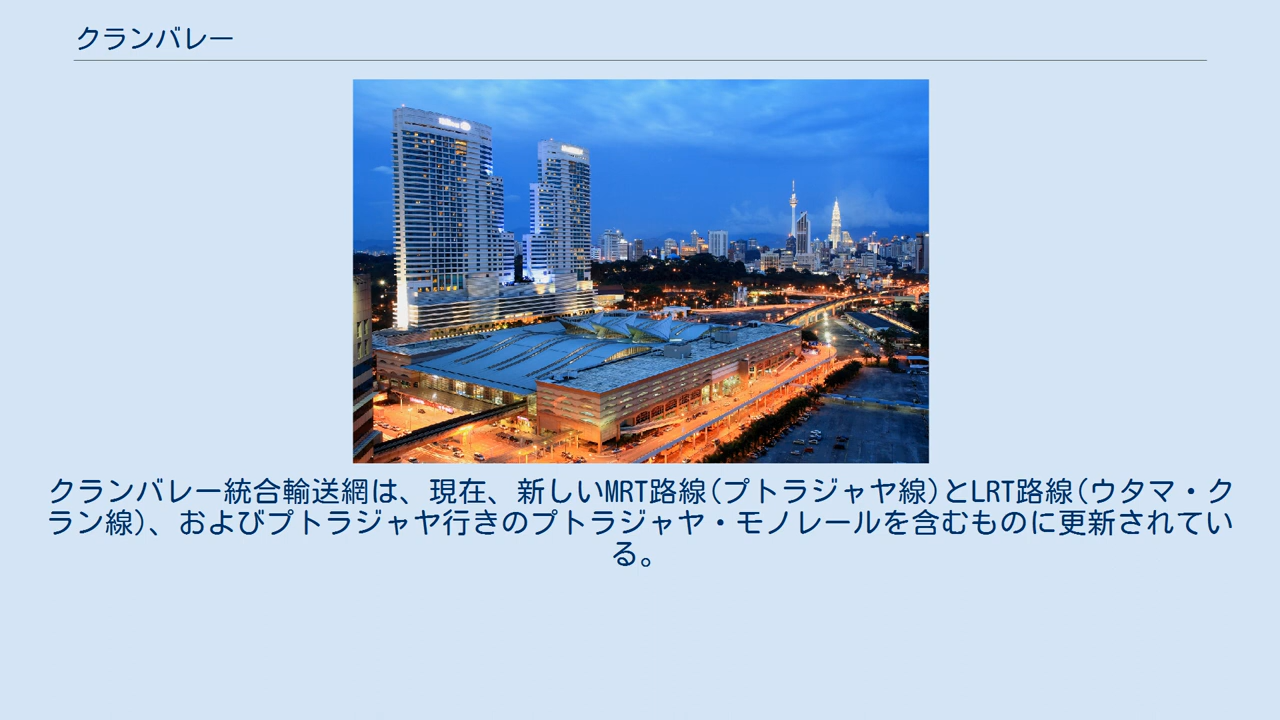 クランバレー
クランバレー統合輸送網は、現在、新しいMRT路線(プトラジャヤ線)とLRT路線(ウタマ・ク
ラン線)、およびプトラジャヤ行きのプトラジャヤ・モノレールを含むものに更新されてい
る。